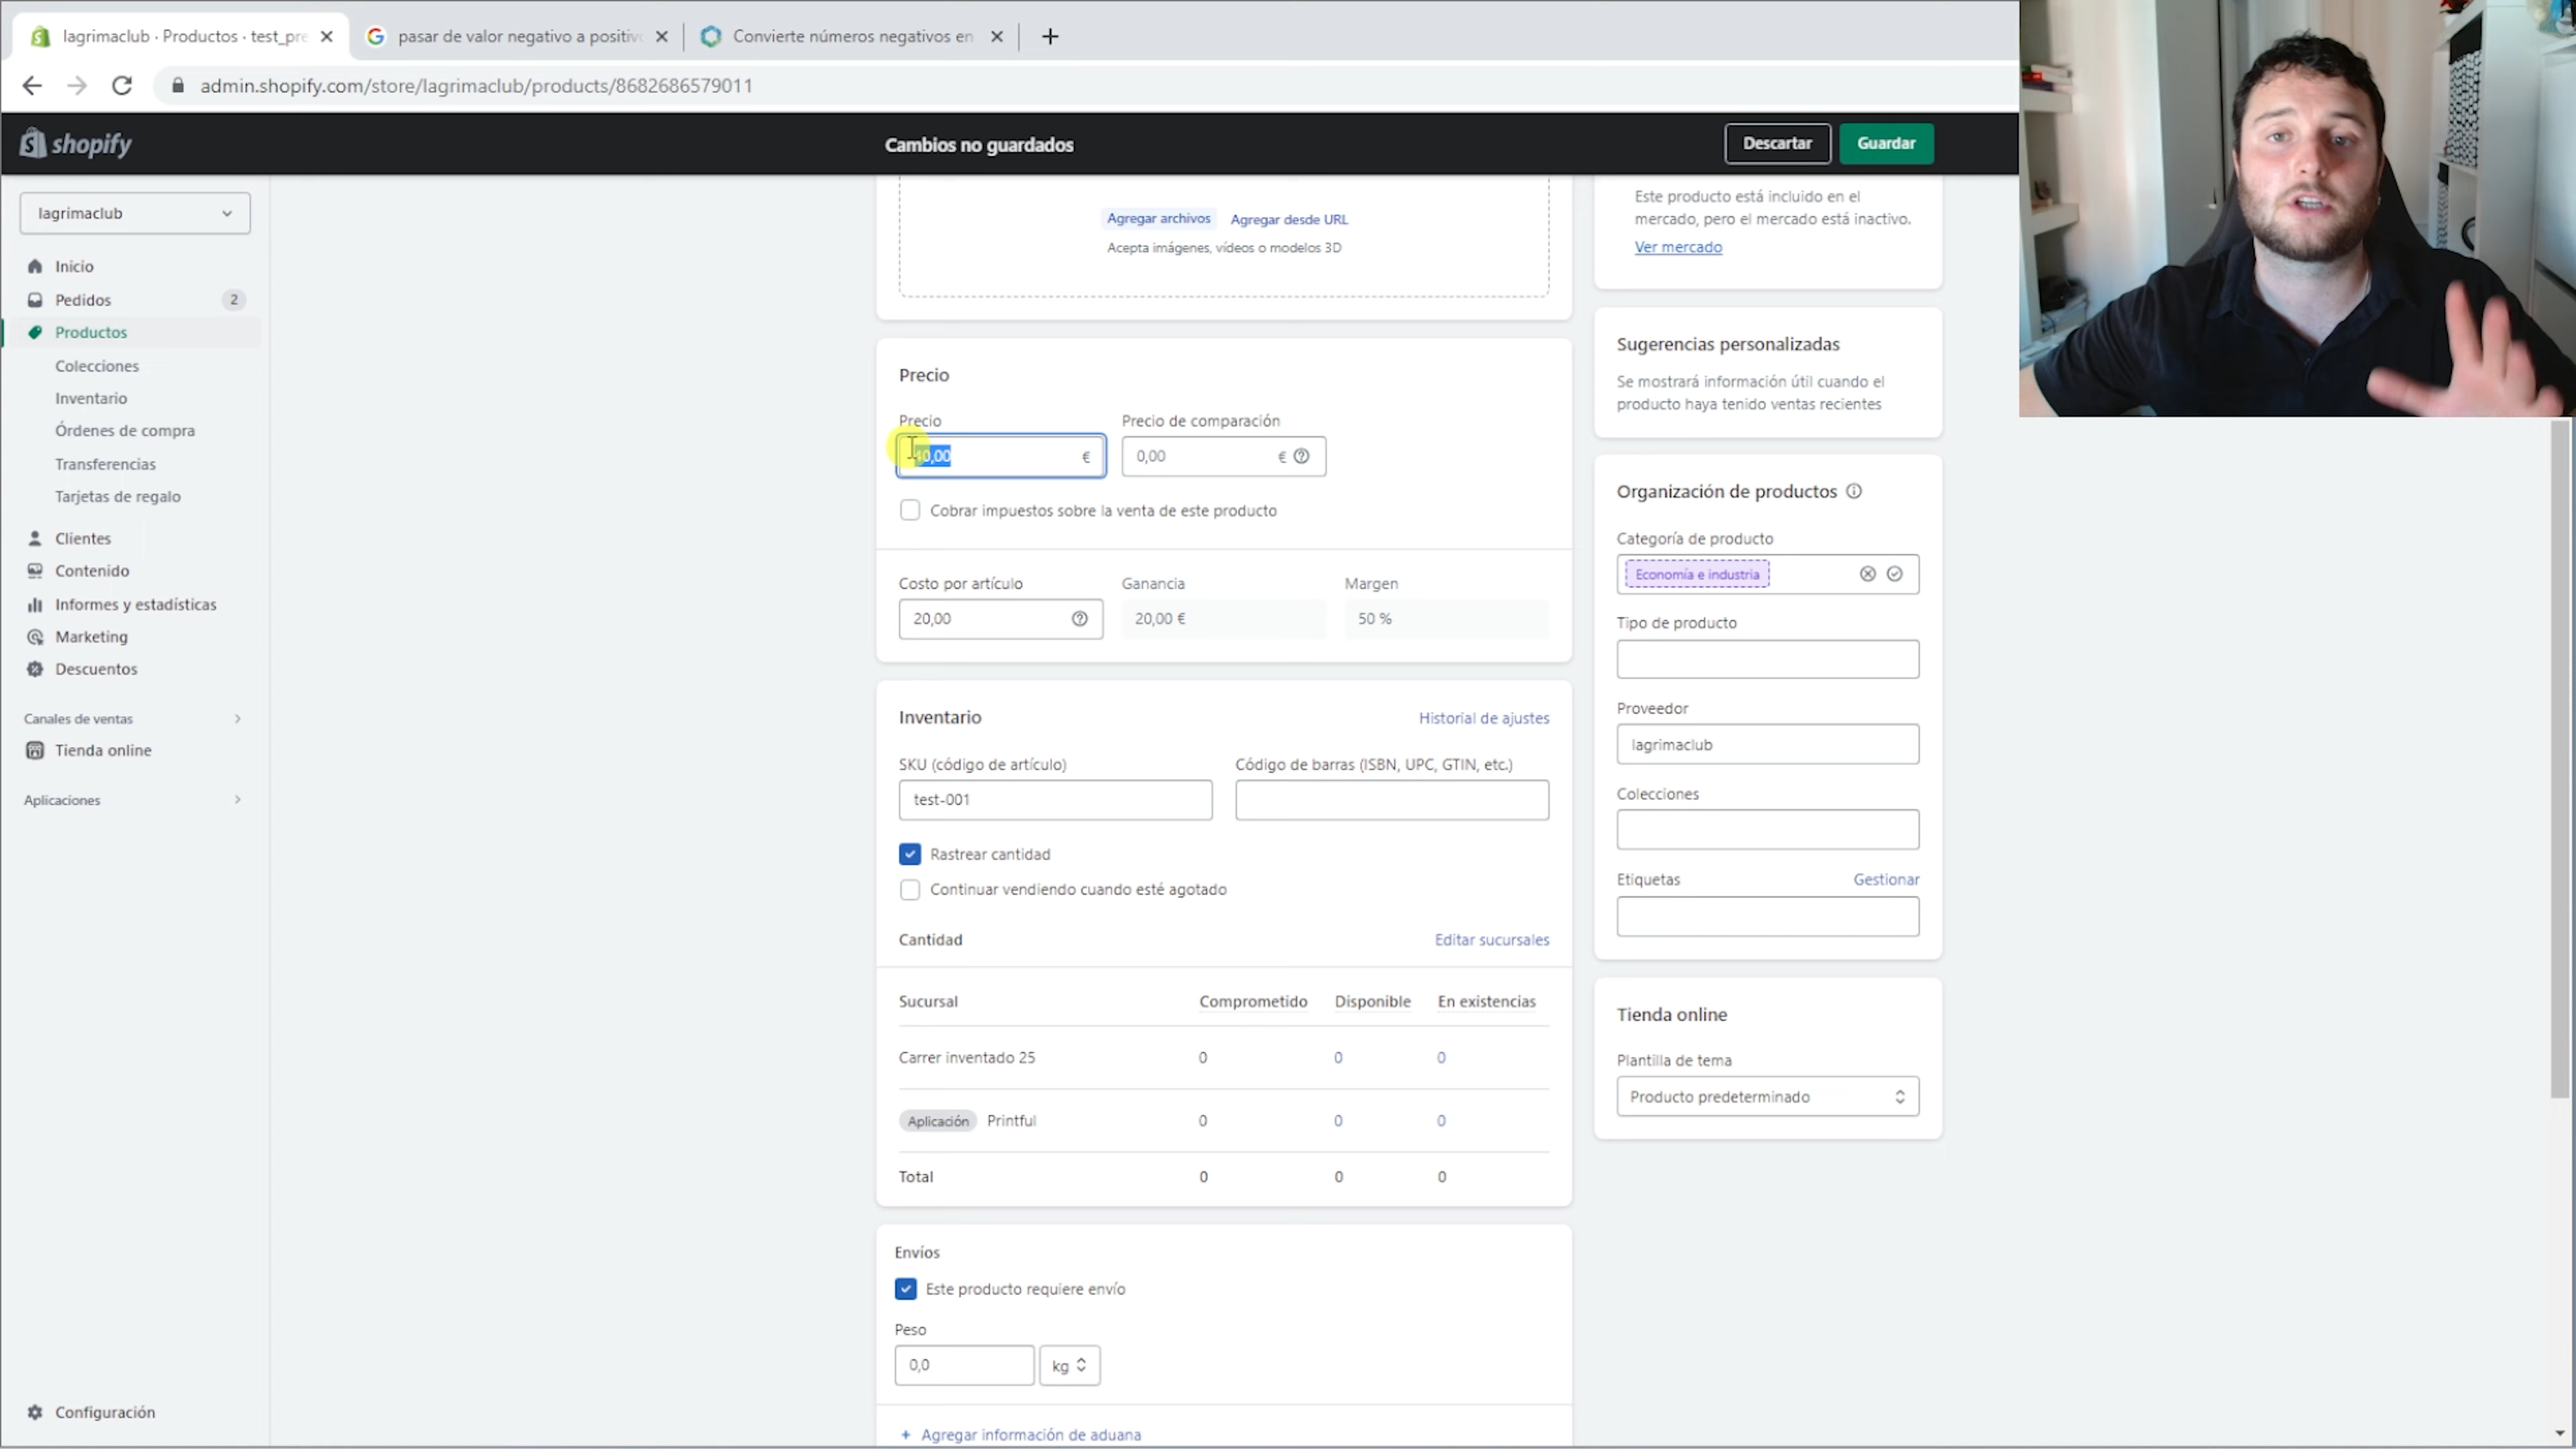 lagrimaclub · Productos · test_pre
pasar de valor negativo a positivo
Convierte números negativos en
admin.shopify.com/store/lagrimaclub/products/8682686579011
shopify
Cambios no guardados
Descartar
Guardar
lagrimaclub
Inicio
Pedidos
2
Productos
Colecciones
Inventario
Órdenes de compra
Transferencias
Tarjetas de regalo
Clientes
Contenido
Informes y estadísticas
Marketing
Descuentos
Canales de ventas
Tienda online
Aplicaciones
Configuración
Agregar archivos
Agregar desde URL
Acepta imágenes, vídeos o modelos 3D
Precio
Precio
Precio de comparación
€
0,00
€
Cobrar impuestos sobre la venta de este producto
Costo por artículo
Ganancia
Margen
20,00
20,00 €
50 %
Inventario
Historial de ajustes
SKU (código de artículo)
Código de barras (ISBN, UPC, GTIN, etc.)
test-001
Rastrear cantidad
Continuar vendiendo cuando esté agotado
Cantidad
Editar sucursales
Sucursal Comprometido Disponible En existencias
Carrer inventado 25 0 0 0
Aplicación Printful 0 0 0
Total 0 0 0
Envíos
Este producto requiere envío
Peso
0,0
kg
+ Agregar información de aduana
Este producto está incluido en el
mercado, pero el mercado está inactivo.
Ver mercado
Sugerencias personalizadas
Se mostrará información útil cuando el
producto haya tenido ventas recientes
Organización de productos
Categoría de producto
Economía e industria
Tipo de producto
Proveedor
lagrimaclub
Colecciones
Etiquetas
Gestionar
Tienda online
Plantilla de tema
Producto predeterminado